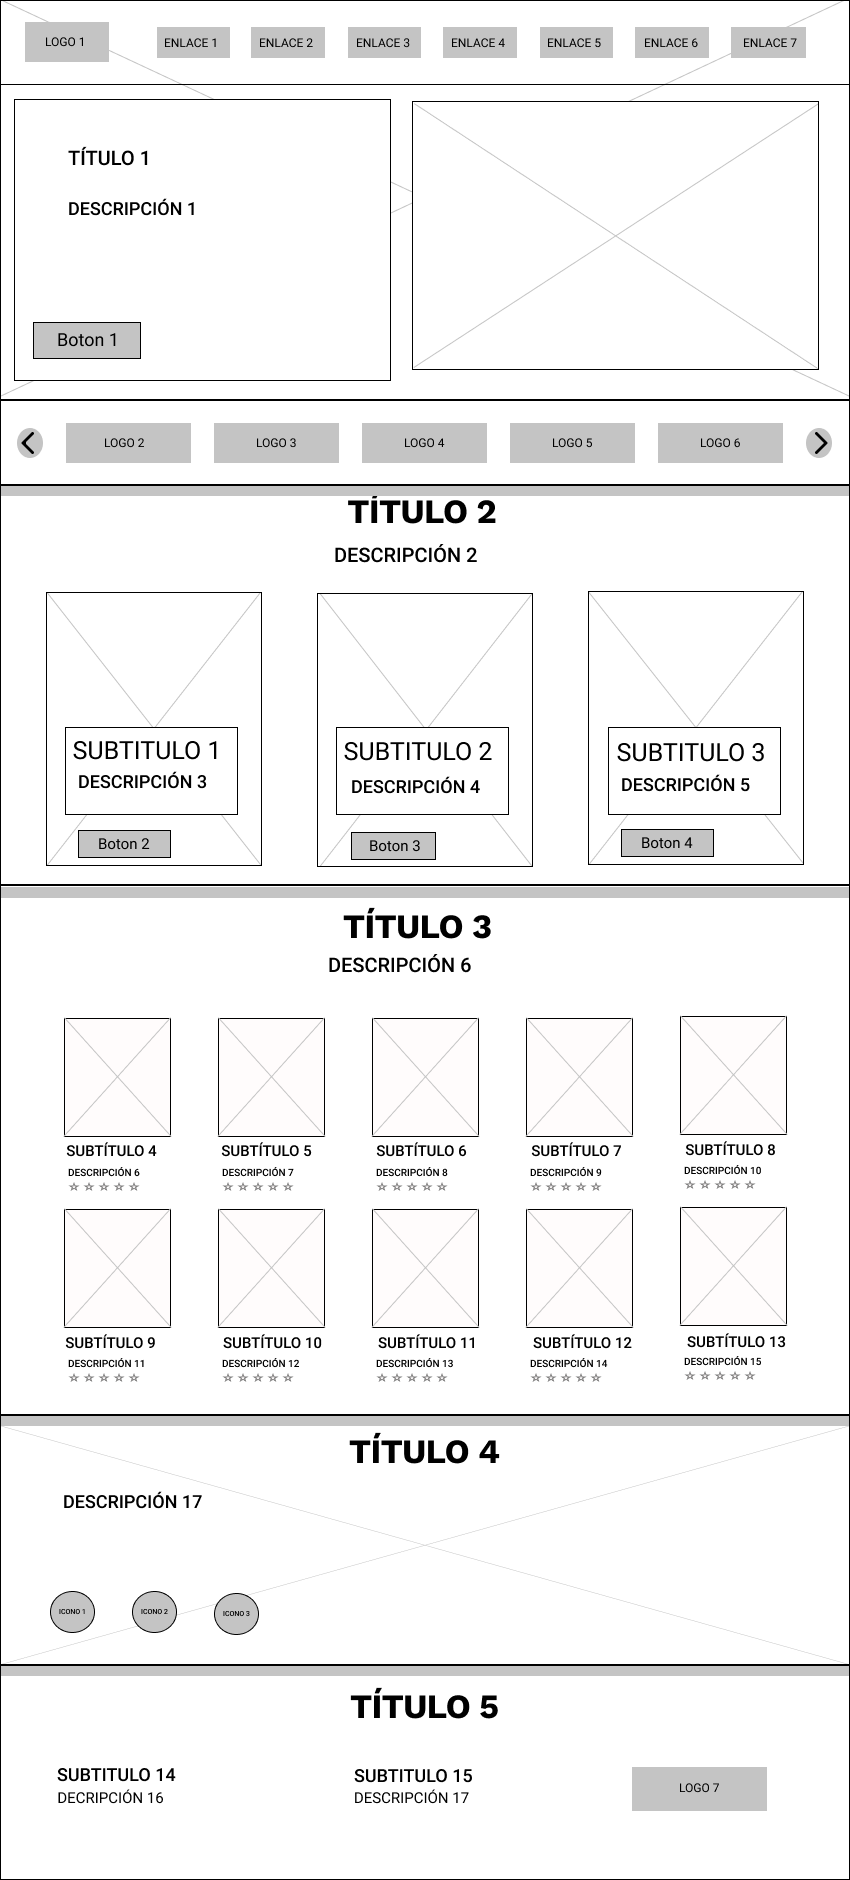 LOGO 1
ENLACE 1
ENLACE 2
ENLACE 3
ENLACE 4
ENLACE 5
ENLACE 6
ENLACE 7
TÍTULO 1
DESCRIPCIÓN 1
Boton 1
LOGO 2
LOGO 3
LOGO 4
LOGO 5
LOGO 6
TÍTULO 2
DESCRIPCIÓN 2
SUBTITULO 1
DESCRIPCIÓN 3
Boton 2
SUBTITULO 2
DESCRIPCIÓN 4
Boton 3
SUBTITULO 3
DESCRIPCIÓN 5
Boton 4
TÍTULO 3
DESCRIPCIÓN 6
SUBTÍTULO 4
DESCRIPCIÓN 6
SUBTÍTULO 5
DESCRIPCIÓN 7
SUBTÍTULO 6
DESCRIPCIÓN 8
SUBTÍTULO 7
DESCRIPCIÓN 9
SUBTÍTULO 8
DESCRIPCIÓN 10
SUBTÍTULO 9
DESCRIPCIÓN 11
SUBTÍTULO 10
DESCRIPCIÓN 12
SUBTÍTULO 11
DESCRIPCIÓN 13
SUBTÍTULO 12
DESCRIPCIÓN 14
SUBTÍTULO 13
DESCRIPCIÓN 15
TÍTULO 4
DESCRIPCIÓN 17
ICONO 1
ICONO 2
ICONO 3
TÍTULO 5
SUBTITULO 14
DECRIPCIÓN 16
SUBTITULO 15
DESCRIPCIÓN 17
LOGO 7